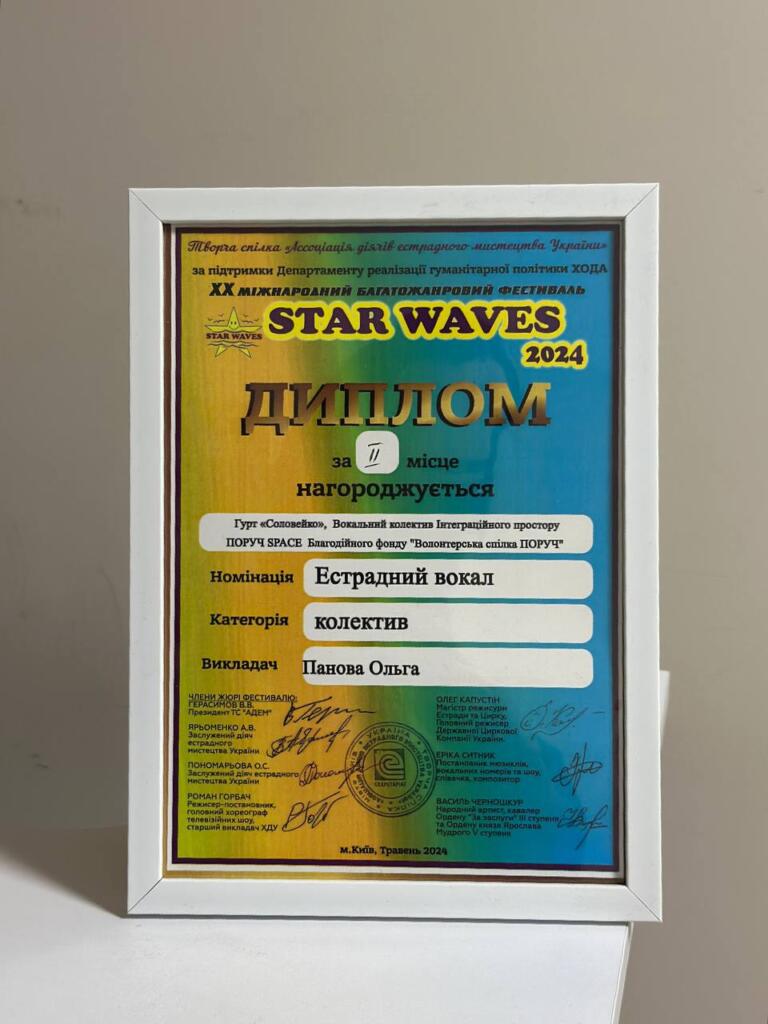 Творча спілка «Ассоціація діячів естрадного мистецтва України»
за підтримки Департаменту реалізації гуманітарної політики ХОДА
XX МІЖНАРОДНИЙ БАГАТОЖАНРОВИЙ ФЕСТИВАЛЬ
STAR WAVES
STAR WAVES
2024
ДИПЛОМ
за II місце
нагороджується
Гурт «Соловейко», Вокальний колектив Інтеграційного простору
ПОРУЧ SPACE Благодійного фонду "Волонтерська спілка ПОРУЧ"
Номінація Естрадний вокал
Категорія колектив
Викладач Панова Ольга
ЧЛЕНИ ЖЮРІ ФЕСТИВАЛЮ:
ГЕРАСИМОВ В.В.
Президент ТС "АДЕМ"
ЯРЬОМЕНКО А.В.
Заслужений діяч
естрадного
мистецтва України
ПОНОМАРЬОВА О.С.
Заслужений діяч естрадного
мистецтва України
РОМАН ГОРБАЧ
Режисер-постановник,
головний хореограф
телевізійних шоу,
старший викладач ХДУ
ОЛЕГ КАПУСТІН
Магістр режисури
Естради та Цирку,
Головний режисер
Державної Циркової
Компанії України.
ЕРІКА СИТНИК
Постановник мюзиклів,
вокальних номерів та шоу,
співачка, композитор
ВАСИЛЬ ЧЕРНОШКУР
Народний артист, кавалер
Ордену "За заслуги" III ступеня
та Ордену князя Ярослава
Мудрого V ступеня
УКРАЇНА
СЕКРЕТАРІАТ
м.Київ, Травень 2024